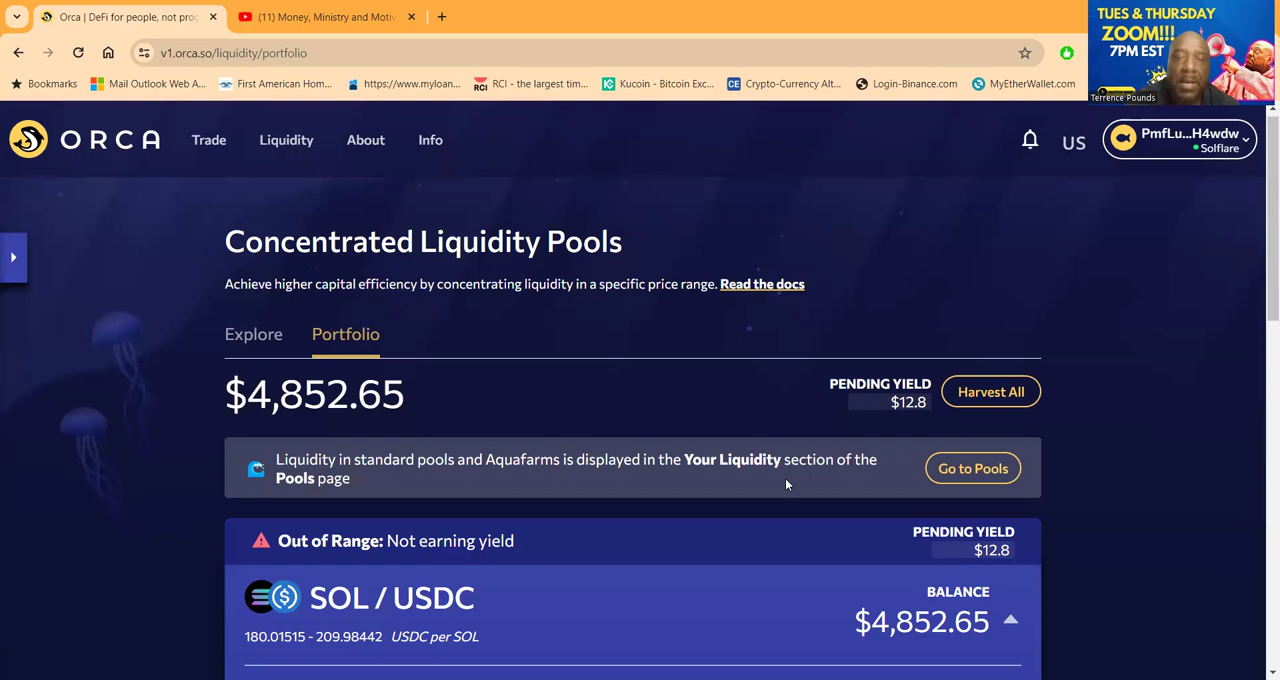 Orca | DeFi for people, not prog
(11) Money, Ministry and Motiv
v1.orca.so/liquidity/portfolio
Bookmarks
Mail Outlook Web A...
First American Hom...
https://www.myloan...
RCI - the largest tim...
Kucoin - Bitcoin Exc...
Crypto-Currency Alt...
Login-Binance.com
MyEtherWallet.com
TUES & THURSDAY
ZOOM!!!
7PM EST
Terrence Pounds
ORCA
Trade
Liquidity
About
Info
US
PmfLu...H4wdw
Solflare
Concentrated Liquidity Pools
Achieve higher capital efficiency by concentrating liquidity in a specific price range. Read the docs
Explore
Portfolio
$4,852.65
PENDING YIELD
$12.8
Harvest All
Liquidity in standard pools and Aquafarms is displayed in the Your Liquidity section of the
Pools page
Go to Pools
Out of Range: Not earning yield
PENDING YIELD
$12.8
SOL / USDC
180.01515 - 209.98442 USDC per SOL
BALANCE
$4,852.65